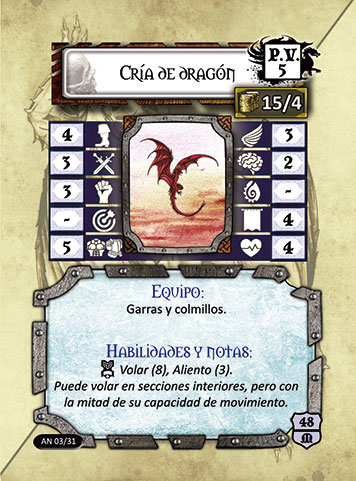 CRÍA DE DRAGÓN
P.V.
5
15/4
4 3
3 2
3 -
- 4
5 4
EQUIPO:
Garras y colmillos.
HABILIDADES Y NOTAS:
Volar (8), Aliento (3).
Puede volar en secciones interiores, pero con
la mitad de su capacidad de movimiento.
AN 03/31
48
M